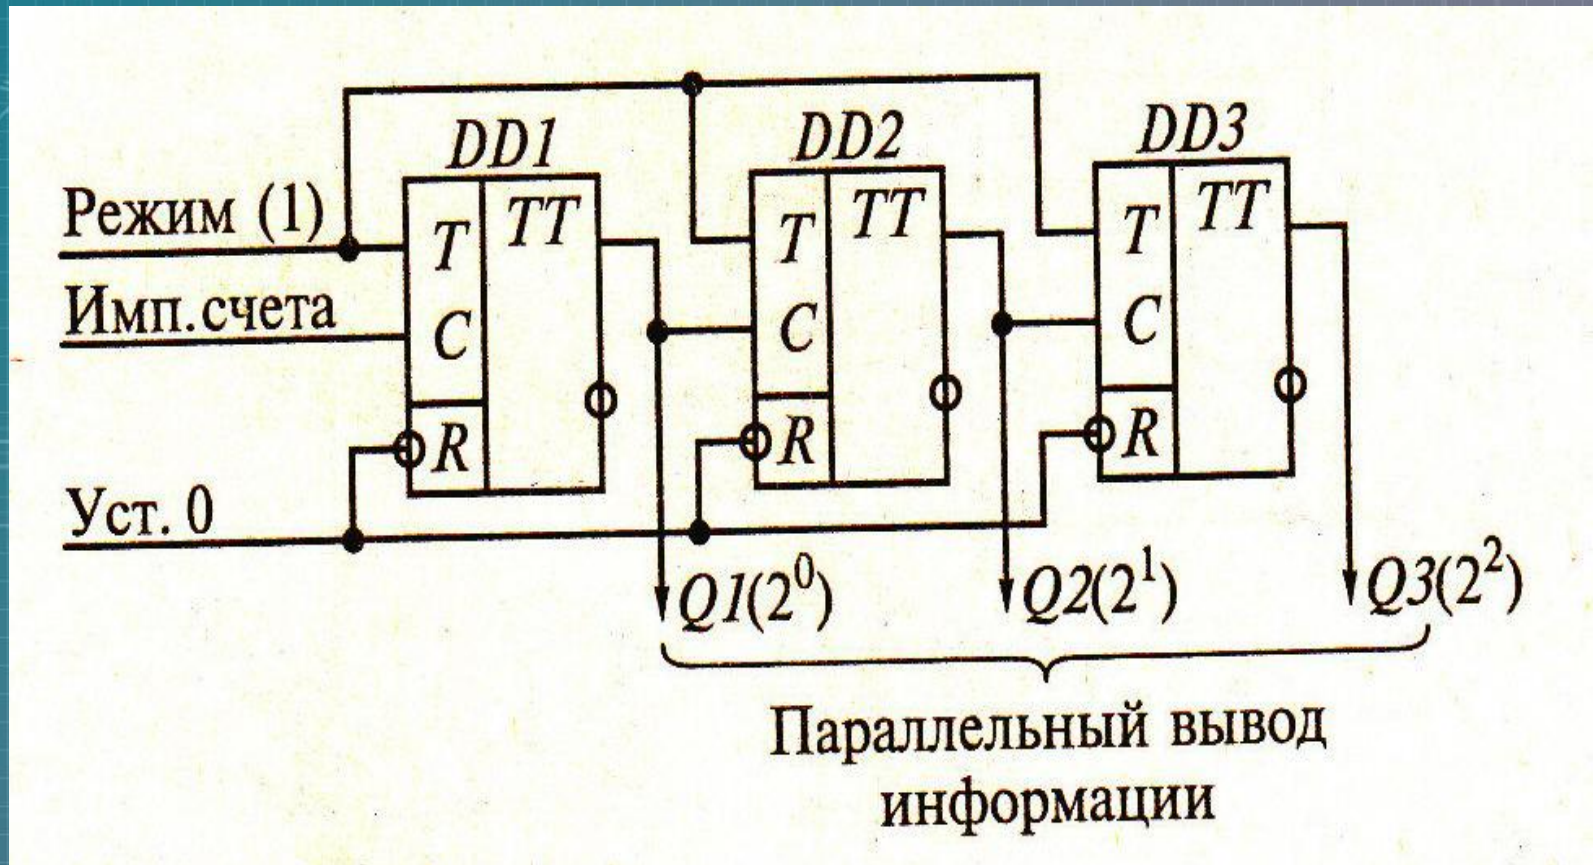 DD1 DD2 DD3
Режим (1)
Имп.счета
Уст. 0
T TT
C
R
T TT
C
R
T TT
C
R
Q1(2⁰) Q2(2¹) Q3(2²)
Параллельный вывод
информации